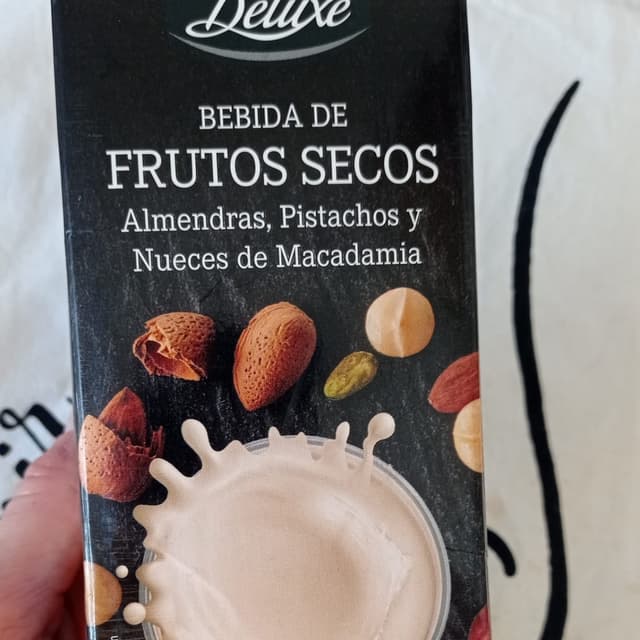 Deluxe
BEBIDA DE
FRUTOS SECOS
Almendras, Pistachos y
Nueces de Macadamia